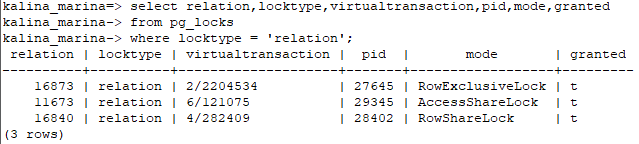 kalina_marina=> select relation,locktype,virtualtransaction,pid,mode,granted
kalina_marina-> from pg_locks
kalina_marina-> where locktype = 'relation';
 relation | locktype | virtualtransaction |  pid  |       mode       | granted
----------+----------+--------------------+-------+------------------+---------
    16873 | relation | 2/2204534          | 27645 | RowExclusiveLock | t
    11673 | relation | 6/121075           | 29345 | AccessShareLock  | t
    16840 | relation | 4/282409           | 28402 | RowShareLock     | t
(3 rows)